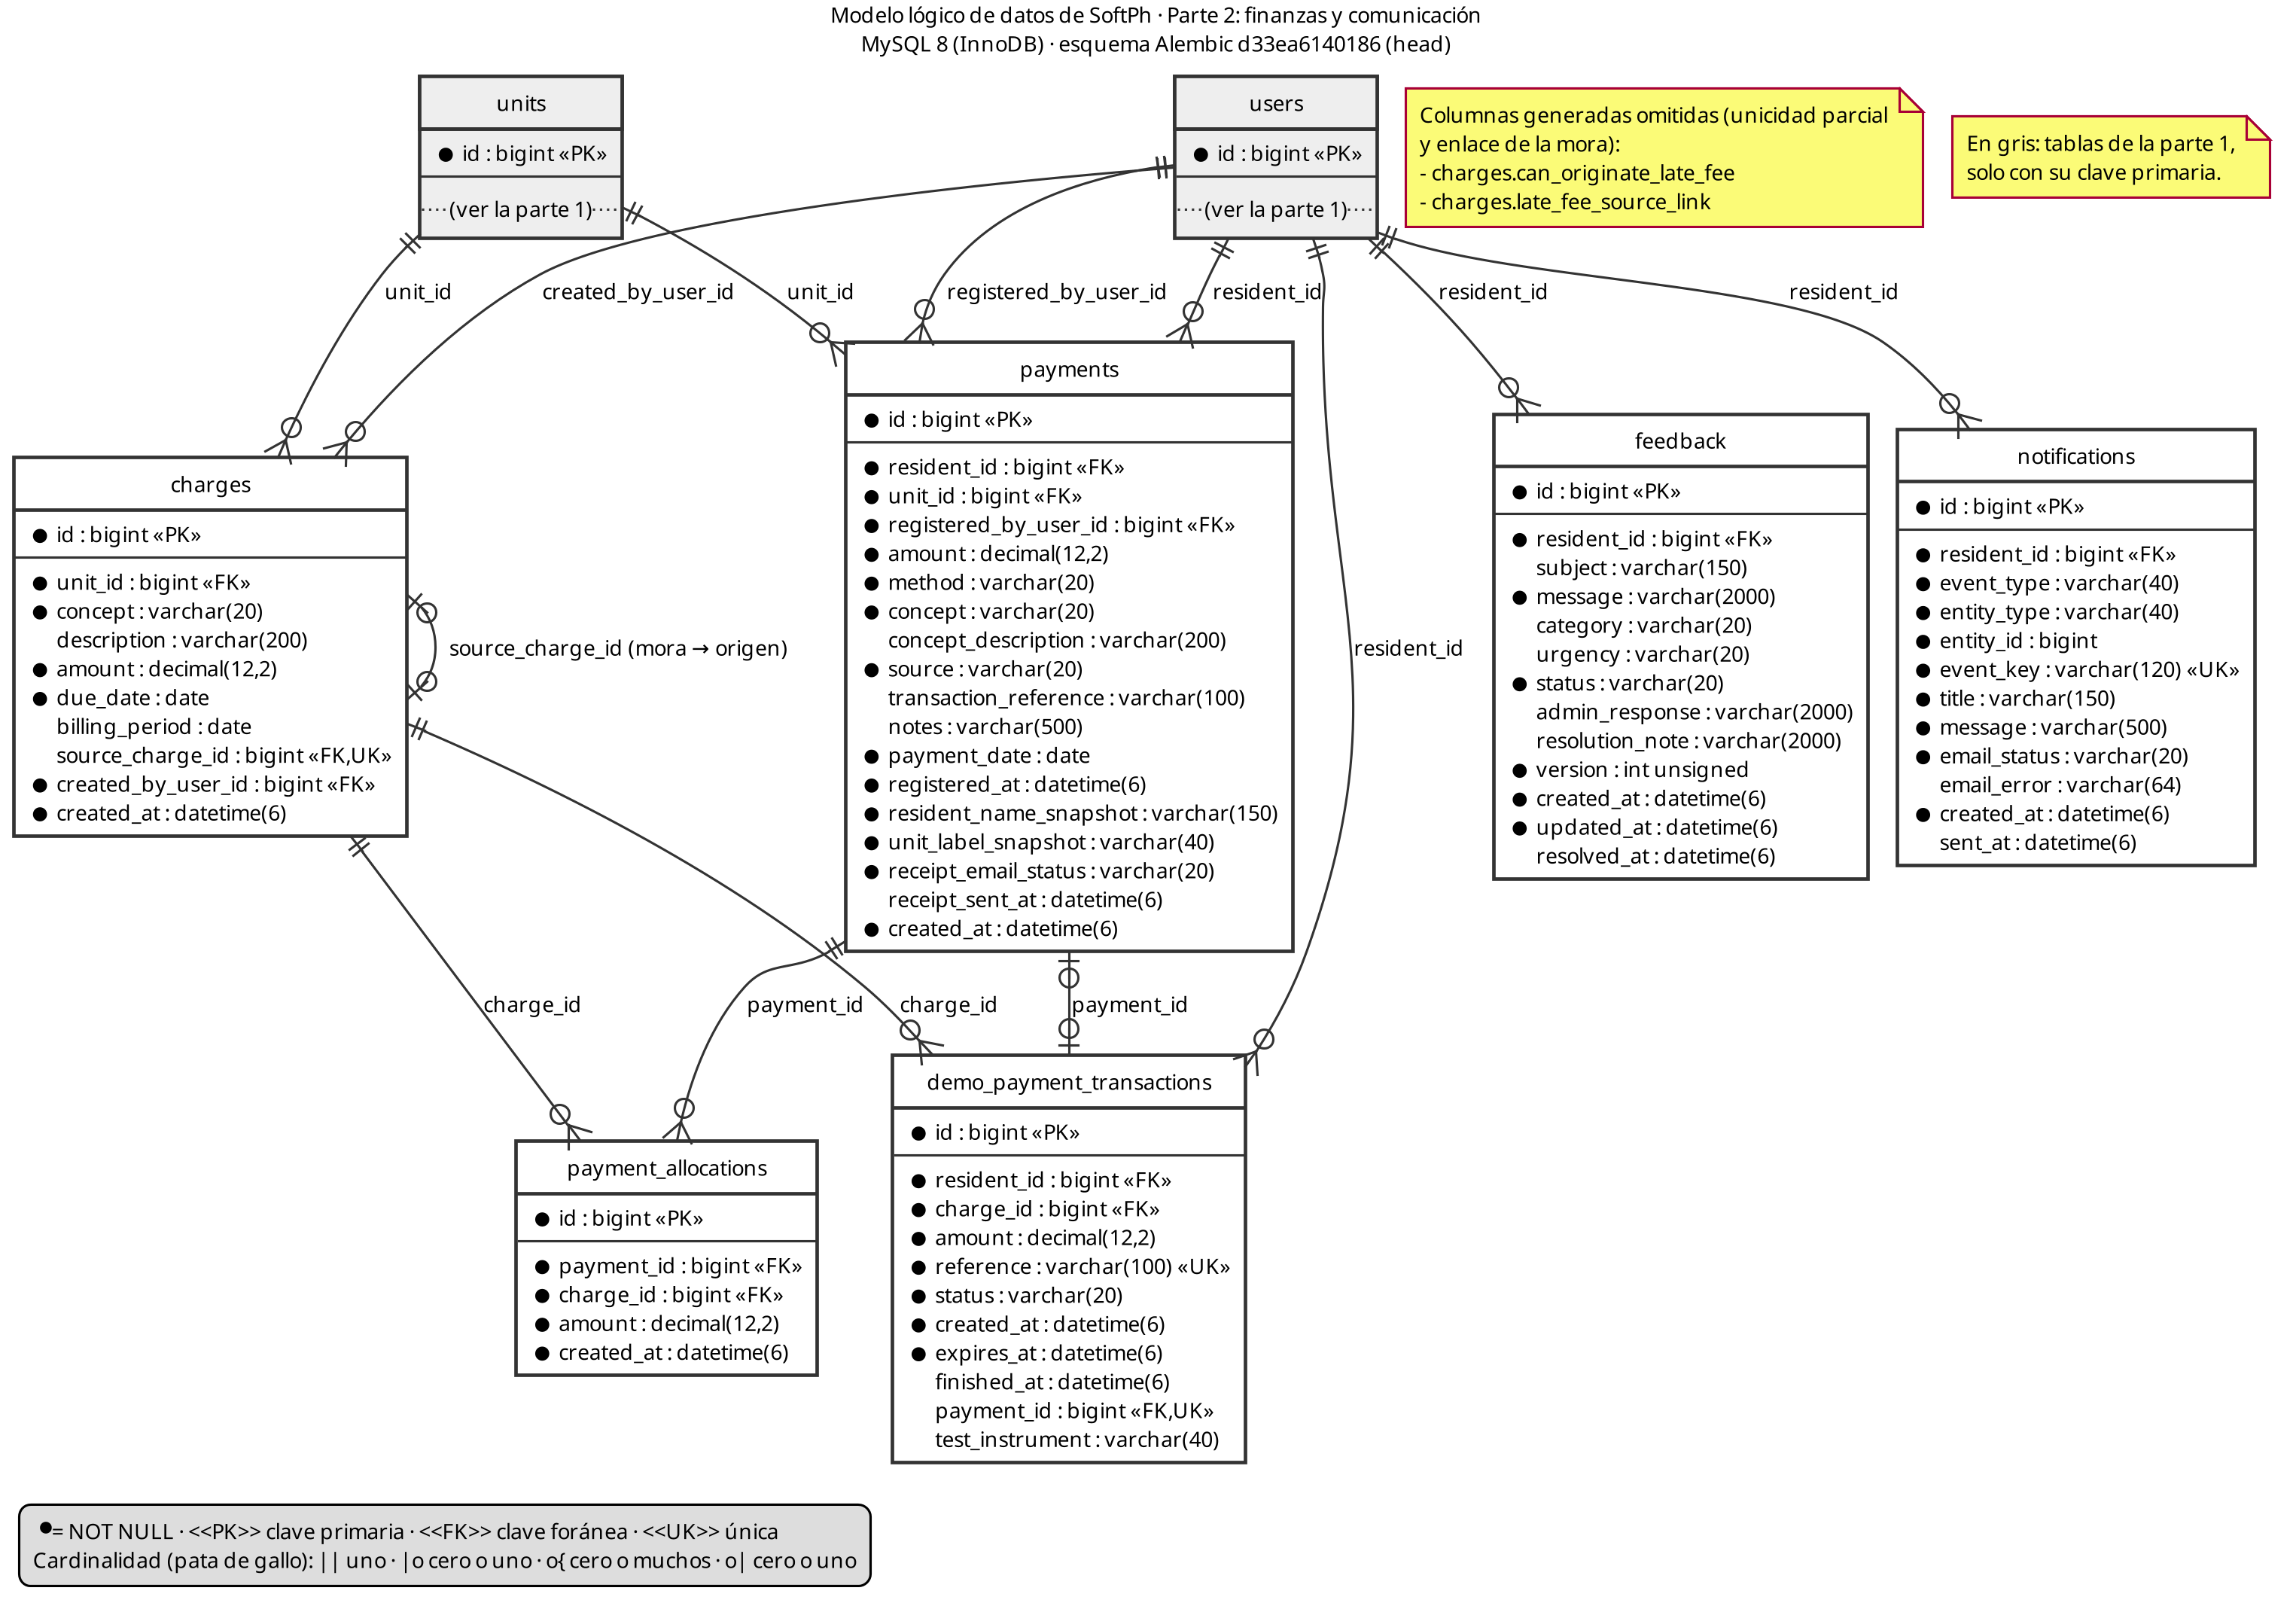 Modelo lógico de datos de SoftPh · Parte 2: finanzas y comunicación
MySQL 8 (InnoDB) · esquema Alembic d33ea6140186 (head)
units
● id : bigint «PK»
(ver la parte 1)
users
● id : bigint «PK»
(ver la parte 1)
Columnas generadas omitidas (unicidad parcial
y enlace de la mora):
- charges.can_originate_late_fee
- charges.late_fee_source_link
En gris: tablas de la parte 1,
solo con su clave primaria.
unit_id
created_by_user_id
unit_id
registered_by_user_id
resident_id
resident_id
resident_id
charges
● id : bigint «PK»
● unit_id : bigint «FK»
● concept : varchar(20)
description : varchar(200)
● amount : decimal(12,2)
● due_date : date
billing_period : date
source_charge_id : bigint «FK,UK»
● created_by_user_id : bigint «FK»
● created_at : datetime(6)
source_charge_id (mora → origen)
payments
● id : bigint «PK»
● resident_id : bigint «FK»
● unit_id : bigint «FK»
● registered_by_user_id : bigint «FK»
● amount : decimal(12,2)
● method : varchar(20)
● concept : varchar(20)
concept_description : varchar(200)
● source : varchar(20)
transaction_reference : varchar(100)
notes : varchar(500)
● payment_date : date
● registered_at : datetime(6)
● resident_name_snapshot : varchar(150)
● unit_label_snapshot : varchar(40)
● receipt_email_status : varchar(20)
receipt_sent_at : datetime(6)
● created_at : datetime(6)
resident_id
feedback
● id : bigint «PK»
● resident_id : bigint «FK»
subject : varchar(150)
● message : varchar(2000)
category : varchar(20)
urgency : varchar(20)
● status : varchar(20)
admin_response : varchar(2000)
resolution_note : varchar(2000)
● version : int unsigned
● created_at : datetime(6)
● updated_at : datetime(6)
resolved_at : datetime(6)
notifications
● id : bigint «PK»
● resident_id : bigint «FK»
● event_type : varchar(40)
● entity_type : varchar(40)
● entity_id : bigint
● event_key : varchar(120) «UK»
● title : varchar(150)
● message : varchar(500)
● email_status : varchar(20)
email_error : varchar(64)
● created_at : datetime(6)
sent_at : datetime(6)
charge_id
payment_id
charge_id
payment_id
payment_allocations
● id : bigint «PK»
● payment_id : bigint «FK»
● charge_id : bigint «FK»
● amount : decimal(12,2)
● created_at : datetime(6)
demo_payment_transactions
● id : bigint «PK»
● resident_id : bigint «FK»
● charge_id : bigint «FK»
● amount : decimal(12,2)
● reference : varchar(100) «UK»
● status : varchar(20)
● created_at : datetime(6)
● expires_at : datetime(6)
finished_at : datetime(6)
payment_id : bigint «FK,UK»
test_instrument : varchar(40)
●= NOT NULL · <<PK>> clave primaria · <<FK>> clave foránea · <<UK>> única
Cardinalidad (pata de gallo): || uno · |o cero o uno · o{ cero o muchos · o| cero o uno